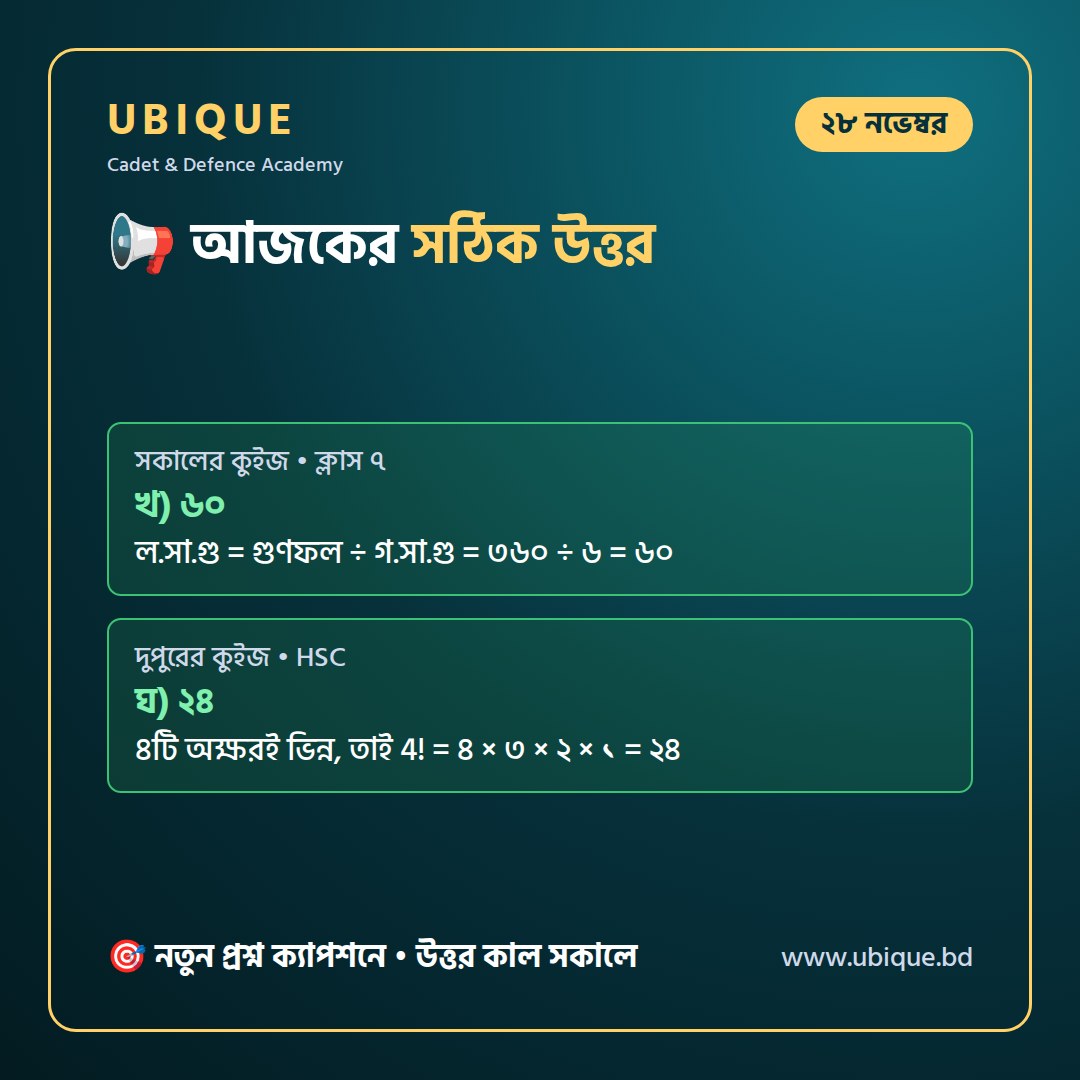 UBIQUE
Cadet & Defence Academy
২৮ নভেম্বর
আজকের সঠিক উত্তর
সকালের কুইজ • ক্লাস ৭
খ) ৬০
ল.সা.গু = গুণফল ÷ গ.সা.গু = ৩৬০ ÷ ৬ = ৬০
দুপুরের কুইজ • HSC
ঘ) ২৪
৪টি অক্ষরই ভিন্ন, তাই 4! = ৪ × ৩ × ২ × ১ = ২৪
নতুন প্রশ্ন ক্যাপশনে • উত্তর কাল সকালে
www.ubique.bd